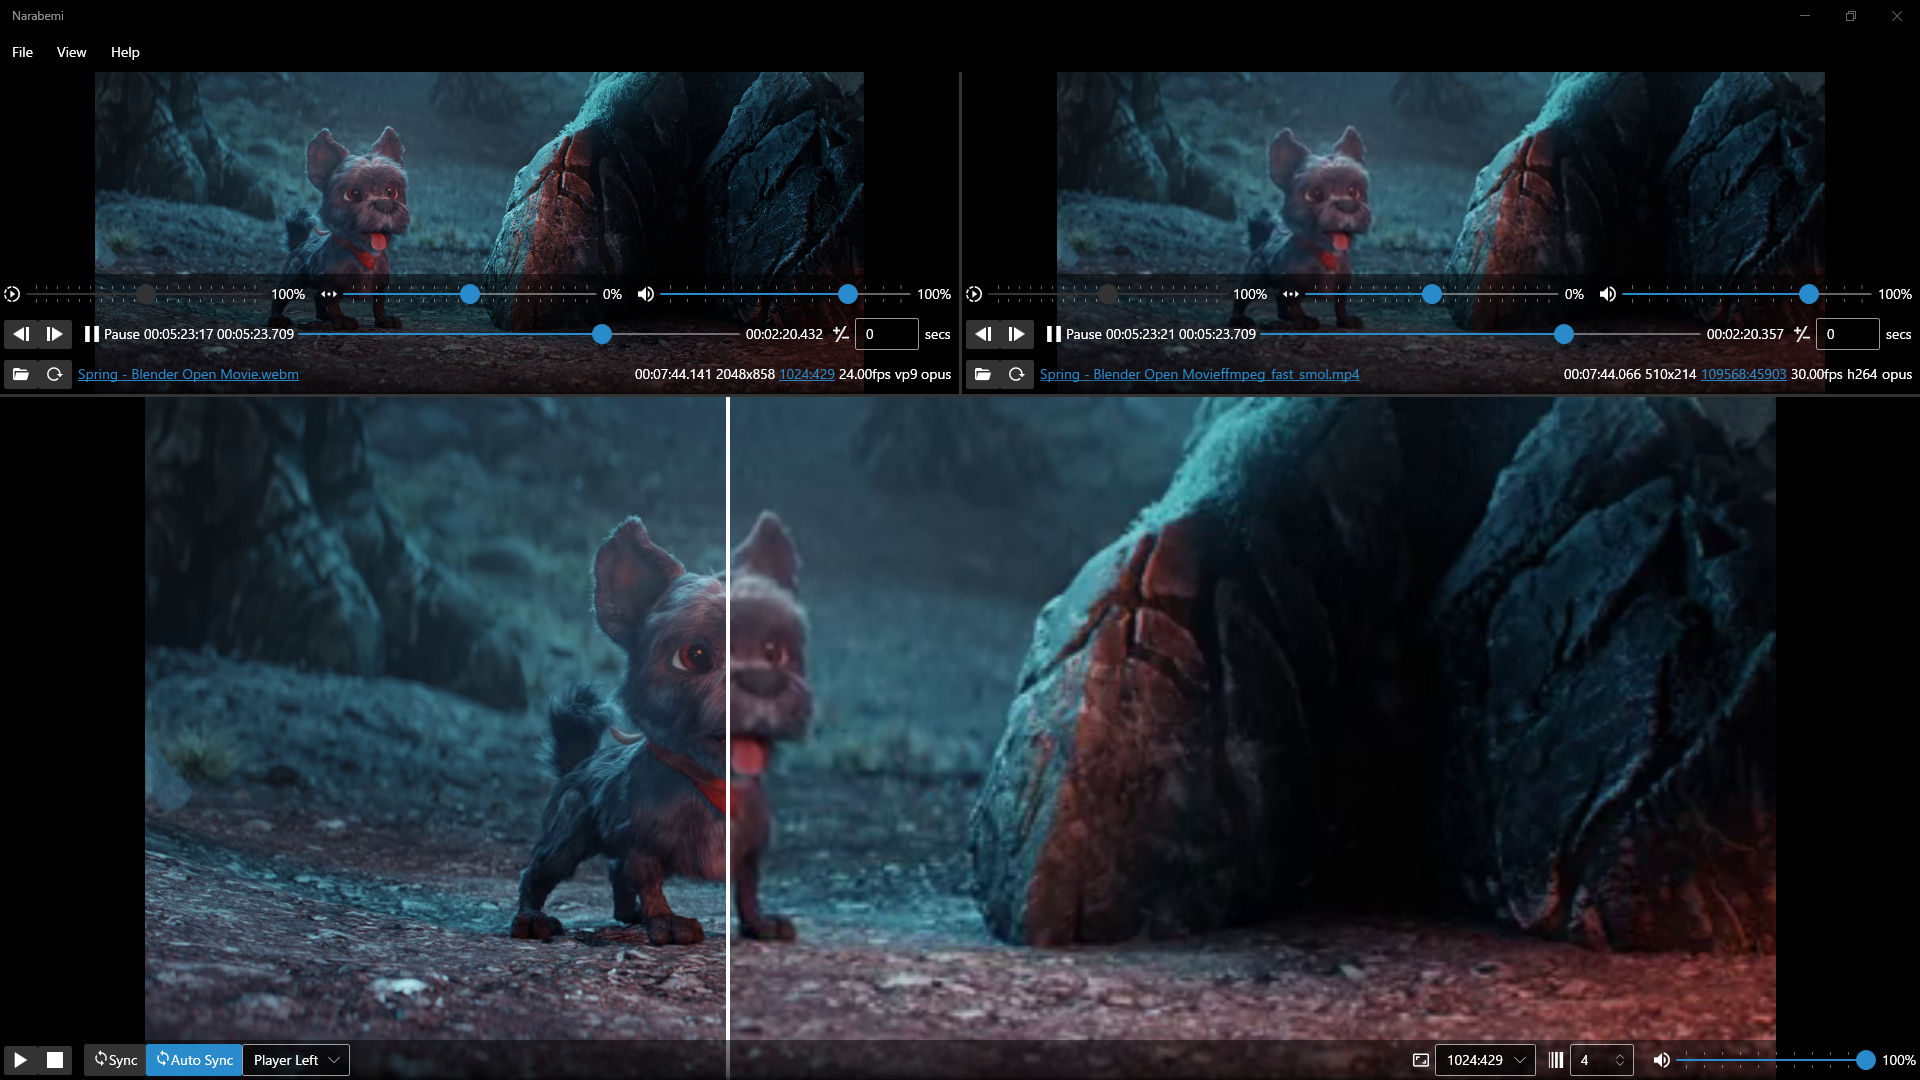 Narabemi
File View Help
100% 0% 100%
Pause 00:05:23:17 00:05:23.709 00:02:20.432 0 secs
Spring - Blender Open Movie.webm 00:07:44.141 2048x858 1024:429 24.00fps vp9 opus
100% 0% 100%
Pause 00:05:23:21 00:05:23.709 00:02:20.357 0 secs
Spring - Blender Open Movieffmpeg_fast_smol.mp4 00:07:44.066 510x214 109568:45903 30.00fps h264 opus
Sync Auto Sync Player Left 1024:429 4 100%